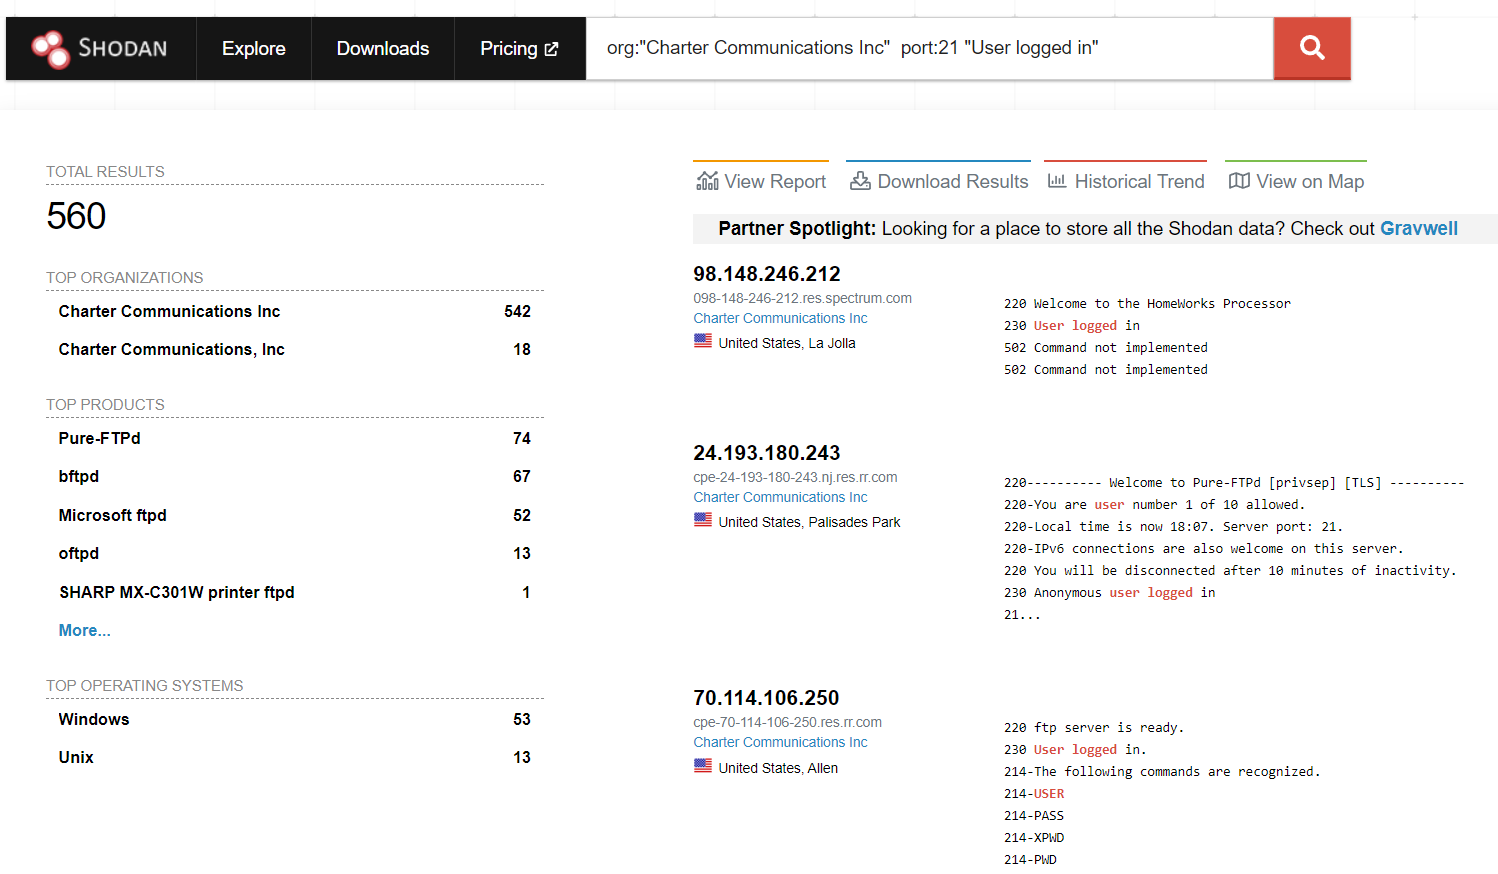 SHODAN Explore Downloads Pricing org:"Charter Communications Inc" port:21 "User logged in"
TOTAL RESULTS
560
TOP ORGANIZATIONS
Charter Communications Inc 542
Charter Communications, Inc 18
TOP PRODUCTS
Pure-FTPd 74
bftpd 67
Microsoft ftpd 52
oftpd 13
SHARP MX-C301W printer ftpd 1
More...
TOP OPERATING SYSTEMS
Windows 53
Unix 13
View Report Download Results Historical Trend View on Map
Partner Spotlight: Looking for a place to store all the Shodan data? Check out Gravwell
98.148.246.212
098-148-246-212.res.spectrum.com
Charter Communications Inc
United States, La Jolla
220 Welcome to the HomeWorks Processor
230 User logged in
502 Command not implemented
502 Command not implemented
24.193.180.243
cpe-24-193-180-243.nj.res.rr.com
Charter Communications Inc
United States, Palisades Park
220---------- Welcome to Pure-FTPd [privsep] [TLS] ----------
220-You are user number 1 of 10 allowed.
220-Local time is now 18:07. Server port: 21.
220-IPv6 connections are also welcome on this server.
220 You will be disconnected after 10 minutes of inactivity.
230 Anonymous user logged in
21...
70.114.106.250
cpe-70-114-106-250.res.rr.com
Charter Communications Inc
United States, Allen
220 ftp server is ready.
230 User logged in.
214-The following commands are recognized.
214-USER
214-PASS
214-XPWD
214-PWD